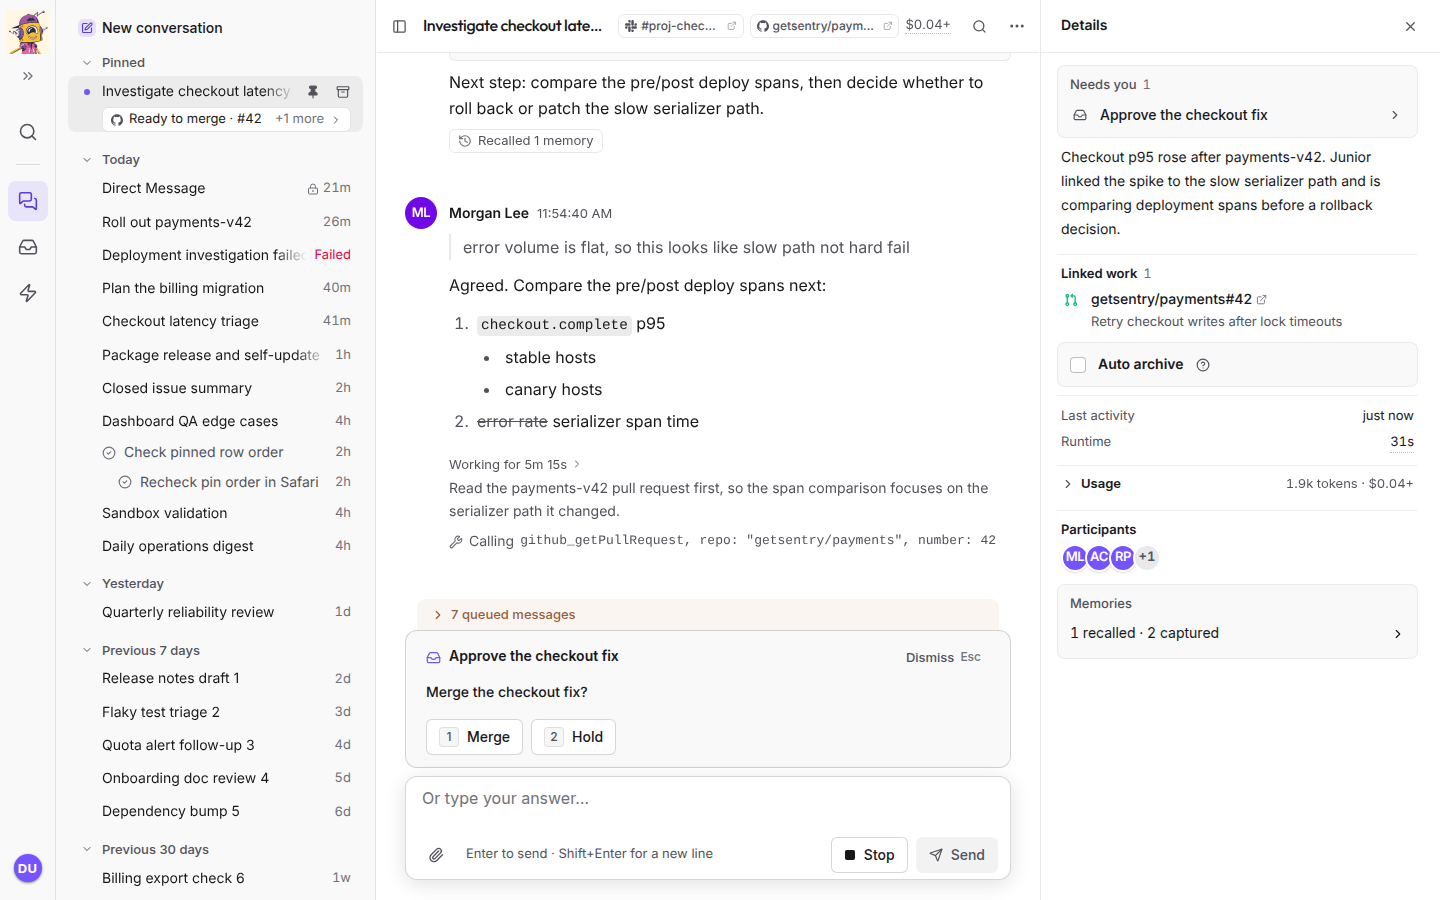 New conversation
Pinned
Investigate checkout latency
Ready to merge · #42 +1 more
Today
Direct Message 21m
Roll out payments-v42 26m
Deployment investigation failed Failed
Plan the billing migration 40m
Checkout latency triage 41m
Package release and self-update 1h
Closed issue summary 2h
Dashboard QA edge cases 4h
Check pinned row order 2h
Recheck pin order in Safari 2h
Sandbox validation 4h
Daily operations digest 4h
Yesterday
Quarterly reliability review 1d
Previous 7 days
Release notes draft 1 2d
Flaky test triage 2 3d
Quota alert follow-up 3 4d
Onboarding doc review 4 5d
Dependency bump 5 6d
Previous 30 days
Billing export check 6 1w
DU
Investigate checkout late... #proj-chec... getsentry/paym... $0.04+
Next step: compare the pre/post deploy spans, then decide whether to
roll back or patch the slow serializer path.
Recalled 1 memory
ML Morgan Lee 11:54:40 AM
error volume is flat, so this looks like slow path not hard fail
Agreed. Compare the pre/post deploy spans next:
1. checkout.complete p95
• stable hosts
• canary hosts
2. error rate serializer span time
Working for 5m 15s
Read the payments-v42 pull request first, so the span comparison focuses on the
serializer path it changed.
Calling github_getPullRequest, repo: "getsentry/payments", number: 42
7 queued messages
Approve the checkout fix Dismiss Esc
Merge the checkout fix?
1 Merge 2 Hold
Or type your answer...
Enter to send · Shift+Enter for a new line Stop Send
Details
Needs you 1
Approve the checkout fix
Checkout p95 rose after payments-v42. Junior
linked the spike to the slow serializer path and is
comparing deployment spans before a rollback
decision.
Linked work 1
getsentry/payments#42
Retry checkout writes after lock timeouts
Auto archive
Last activity just now
Runtime 31s
Usage 1.9k tokens · $0.04+
Participants
ML AC RP +1
Memories
1 recalled · 2 captured